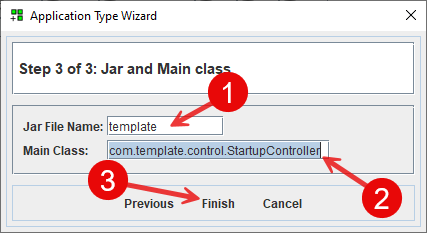 Application Type Wizard
Step 3 of 3: Jar and Main class
1
Jar File Name: template
Main Class: com.template.control.StartupController
3
2
Previous Finish Cancel